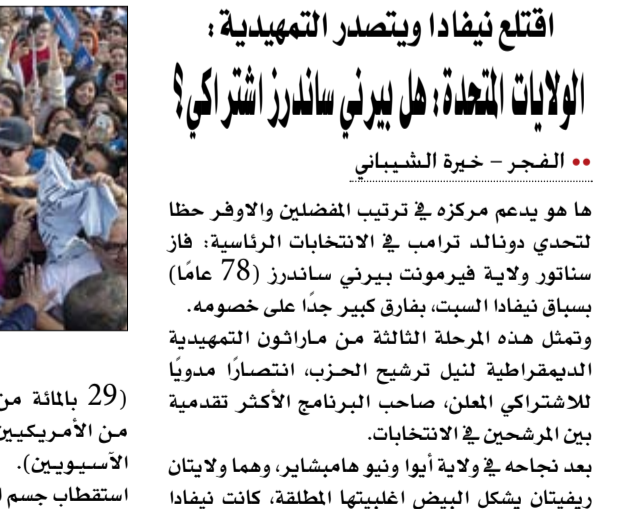 اقتلع نيفادا ويتصدر التمهيدية :
الولايات المتحدة: هل بيرني ساندرز اشتراكي؟
•• الفجر – خيرة الشيباني
ها هو يدعم مركزه في ترتيب المفضلين والاوفر حظا
لتحدي دونالد ترامب في الانتخابات الرئاسية: فاز
سناتور ولاية فيرمونت بيرني ساندرز (78 عامًا)
بسباق نيفادا السبت، بفارق كبير جدًا على خصومه.
وتمثل هذه المرحلة الثالثة من ماراثون التمهيدية
الديمقراطية لنيل ترشيح الحزب، انتصارًا مدويًا
للاشتراكي المعلن، صاحب البرنامج الأكثر تقدمية
بين المرشحين في الانتخابات.
بعد نجاحه في ولاية أيوا ونيو هامبشاير، وهما ولايتان
ريفيتان يشكل البيض اغلبيتها المطلقة، كانت نيفادا
(29 بالمائة من
من الأمريكيين
الآسيويين).
استقطاب جسم